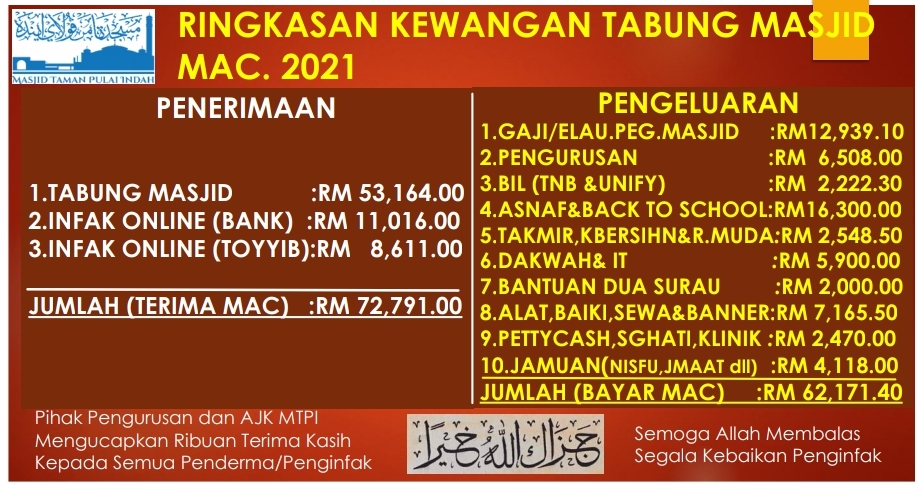 مسجد تامن ڤولاي ايندە
MASJID TAMAN PULAI INDAH
RINGKASAN KEWANGAN TABUNG MASJID
MAC. 2021
PENERIMAAN
1.TABUNG MASJID :RM 53,164.00
2.INFAK ONLINE (BANK) :RM 11,016.00
3.INFAK ONLINE (TOYYIB):RM 8,611.00
JUMLAH (TERIMA MAC) :RM 72,791.00
PENGELUARAN
1.GAJI/ELAU.PEG.MASJID :RM12,939.10
2.PENGURUSAN :RM 6,508.00
3.BIL (TNB &UNIFY) :RM 2,222.30
4.ASNAF&BACK TO SCHOOL:RM16,300.00
5.TAKMIR,KBERSIHN&R.MUDA:RM 2,548.50
6.DAKWAH& IT :RM 5,900.00
7.BANTUAN DUA SURAU :RM 2,000.00
8.ALAT,BAIKI,SEWA&BANNER:RM 7,165.50
9.PETTYCASH,SGHATI,KLINIK :RM 2,470.00
10.JAMUAN(NISFU,JMAAT dll) :RM 4,118.00
JUMLAH (BAYAR MAC) :RM 62,171.40
Pihak Pengurusan dan AJK MTPI
Mengucapkan Ribuan Terima Kasih
Kepada Semua Penderma/Penginfak
جزاك الله خيرا
Semoga Allah Membalas
Segala Kebaikan Penginfak